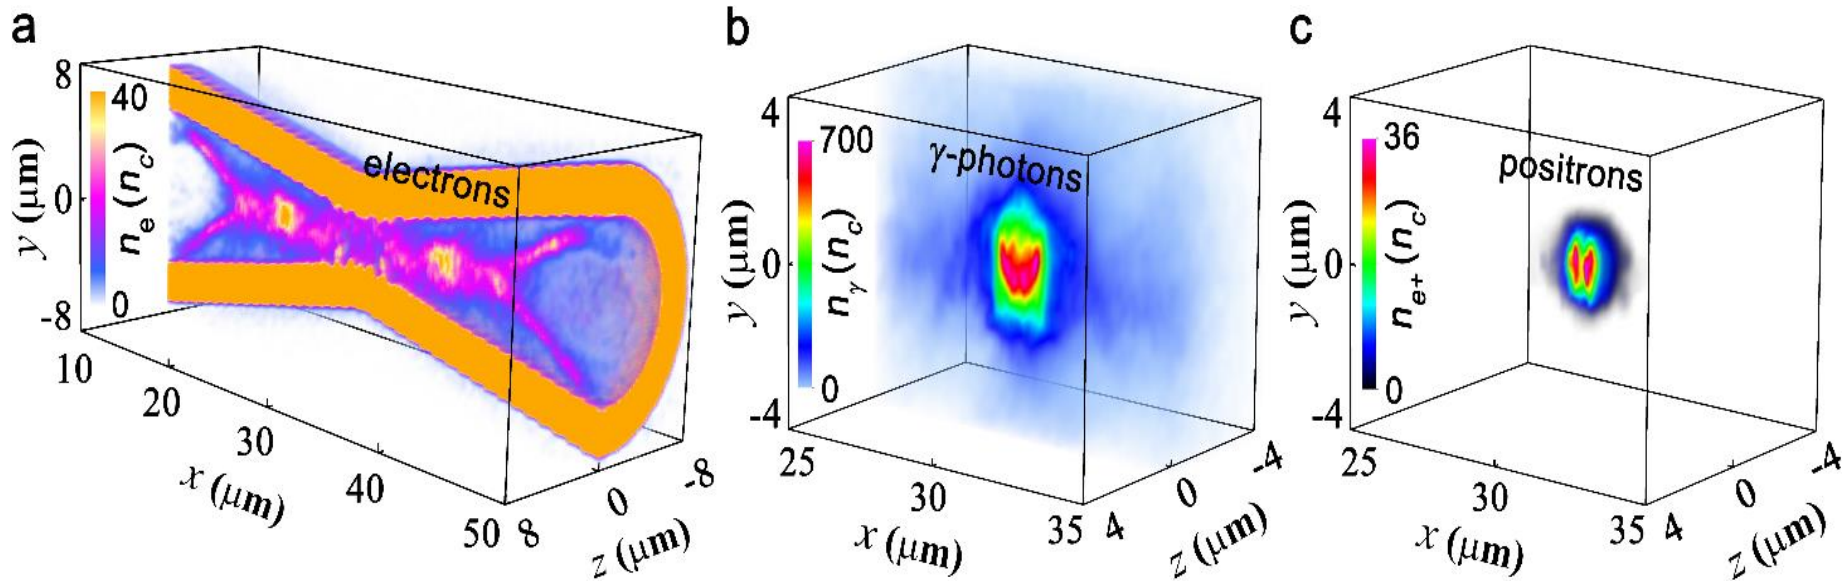 a
8
0
-8
y (μm)
40
0
n_e (n_c)
electrons
10
20
30
40
50
x (μm)
8
0
-8
z (μm)
b
4
0
-4
y (μm)
700
0
n_γ (n_c)
γ-photons
25
30
35
x (μm)
4
0
-4
z (μm)
c
4
0
-4
y (μm)
36
0
n_e+ (n_c)
positrons
25
30
35
x (μm)
4
0
-4
z (μm)